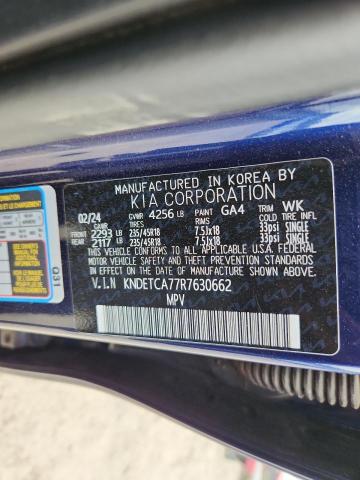 MANUFACTURED IN KOREA BY
KIA CORPORATION
02/24 GVWR 4256 LB PAINT GA4 WK
GAWR TIRES RIMS COLD TIRE INFL
FRONT 2293 LB 235/45R18 7.5Jx18 33psi SINGLE
REAR 2117 LB 235/45R18 7.5Jx18 33psi SINGLE
THIS VEHICLE CONFORMS TO ALL APPLICABLE U.S.A. FEDERAL
MOTOR VEHICLE SAFETY, BUMPER AND THEFT PREVENTION STANDARDS
IN EFFECT ON THE DATE OF MANUFACTURE SHOWN ABOVE.
V.I.N KNDETCA77R7630662
MPV